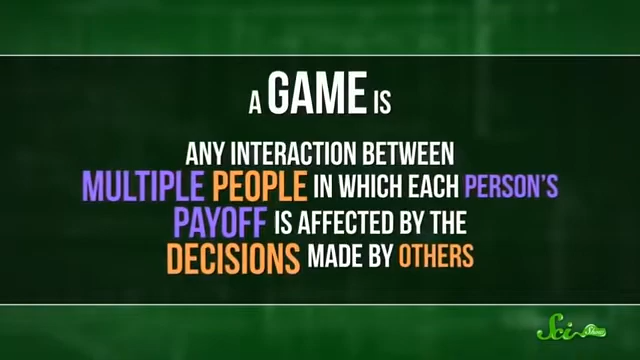 A GAME IS
ANY INTERACTION BETWEEN
MULTIPLE PEOPLE IN WHICH EACH PERSON'S
PAYOFF IS AFFECTED BY THE
DECISIONS MADE BY OTHERS
Sci Show